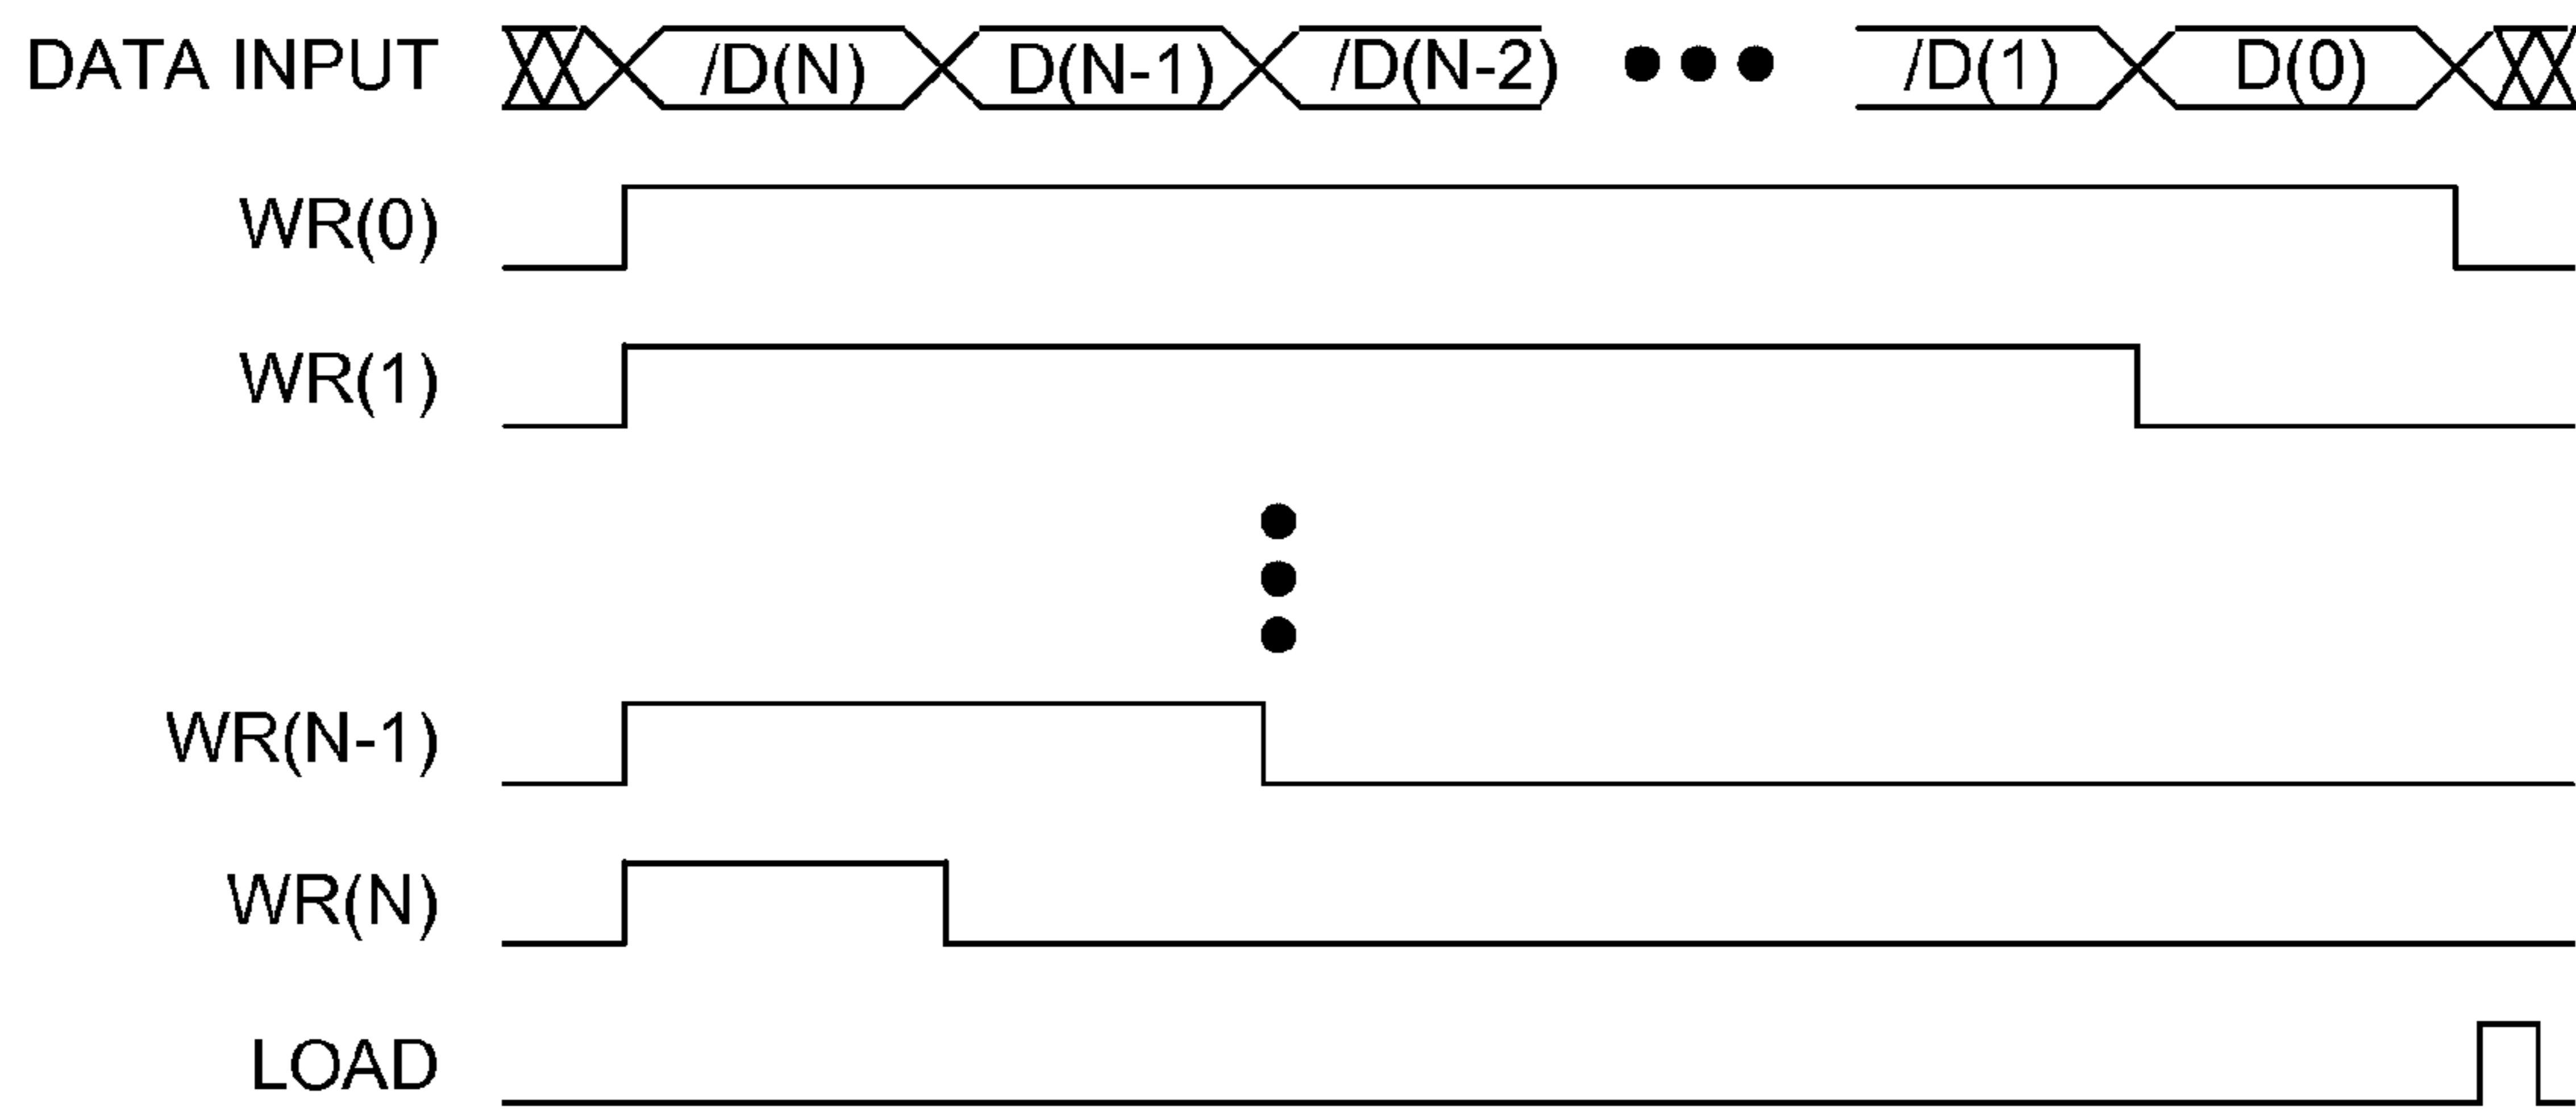 DATA INPUT /D(N) D(N-1) /D(N-2) /D(1) D(0)
WR(0)
WR(1)
WR(N-1)
WR(N)
LOAD